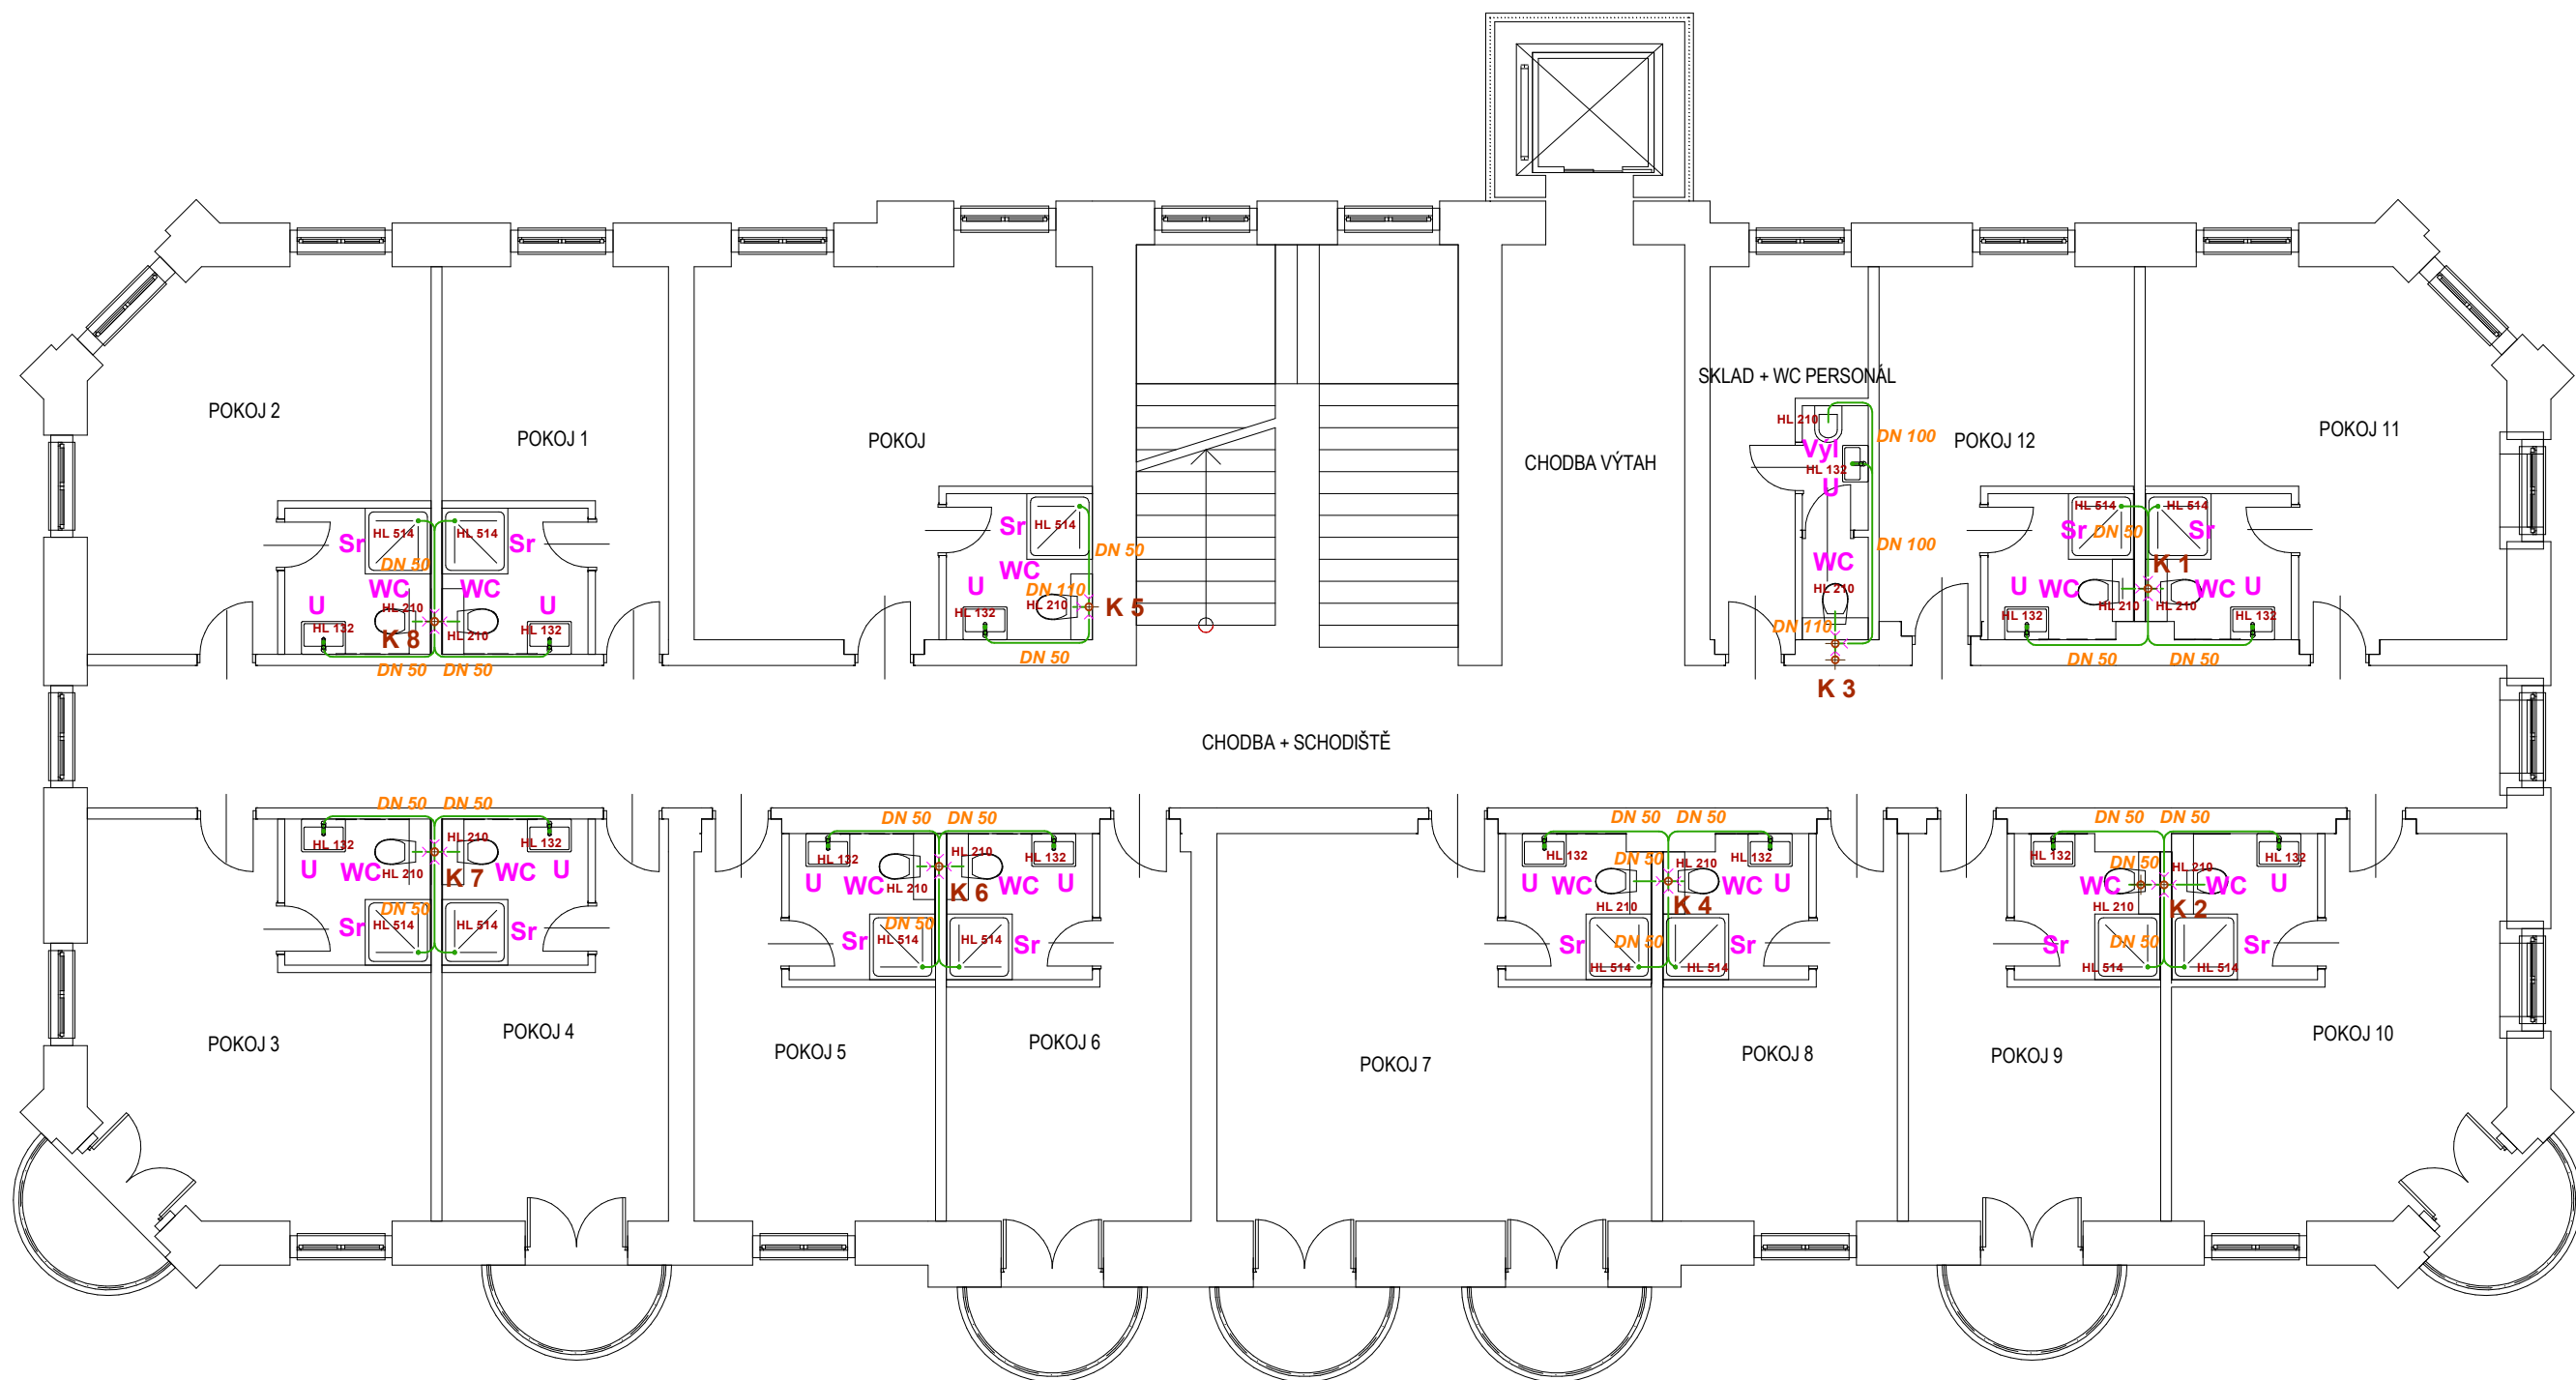 POKOJ 2
POKOJ 1
POKOJ
CHODBA VÝTAH
SKLAD + WC PERSONÁL
POKOJ 12
POKOJ 11
Sr
HL 514
HL 514
Sr
DN 50
WC
WC
U
HL 132
HL 210
K 8
HL 210
U
HL 132
DN 50
DN 50
Sr
HL 514
DN 50
WC
DN 110
U
HL 132
HL 210
K 5
DN 50
HL 210
DN 100
Výl
HL 132
U
DN 100
WC
HL 210
DN 110
K 3
HL 514
HL 514
Sr
DN 50
Sr
K 1
U
WC
WC
U
HL 210
HL 210
HL 132
HL 132
DN 50
DN 50
CHODBA + SCHODIŠTĚ
DN 50
DN 50
HL 132
HL 210
HL 132
U
WC
HL 210
K 7
WC
U
DN 50
Sr
HL 514
HL 514
Sr
POKOJ 3
POKOJ 4
DN 50
DN 50
HL 132
HL 210
HL 132
U
WC
HL 210
K 6
WC
U
DN 50
Sr
HL 514
HL 514
Sr
POKOJ 5
POKOJ 6
DN 50
DN 50
HL 132
DN 50
HL 210
HL 132
U
WC
WC
U
HL 210
K 4
Sr
DN 50
Sr
HL 514
HL 514
POKOJ 7
POKOJ 8
DN 50
DN 50
HL 132
DN 50
HL 210
HL 132
WC
WC
U
HL 210
K 2
Sr
DN 50
Sr
HL 514
HL 514
POKOJ 9
POKOJ 10